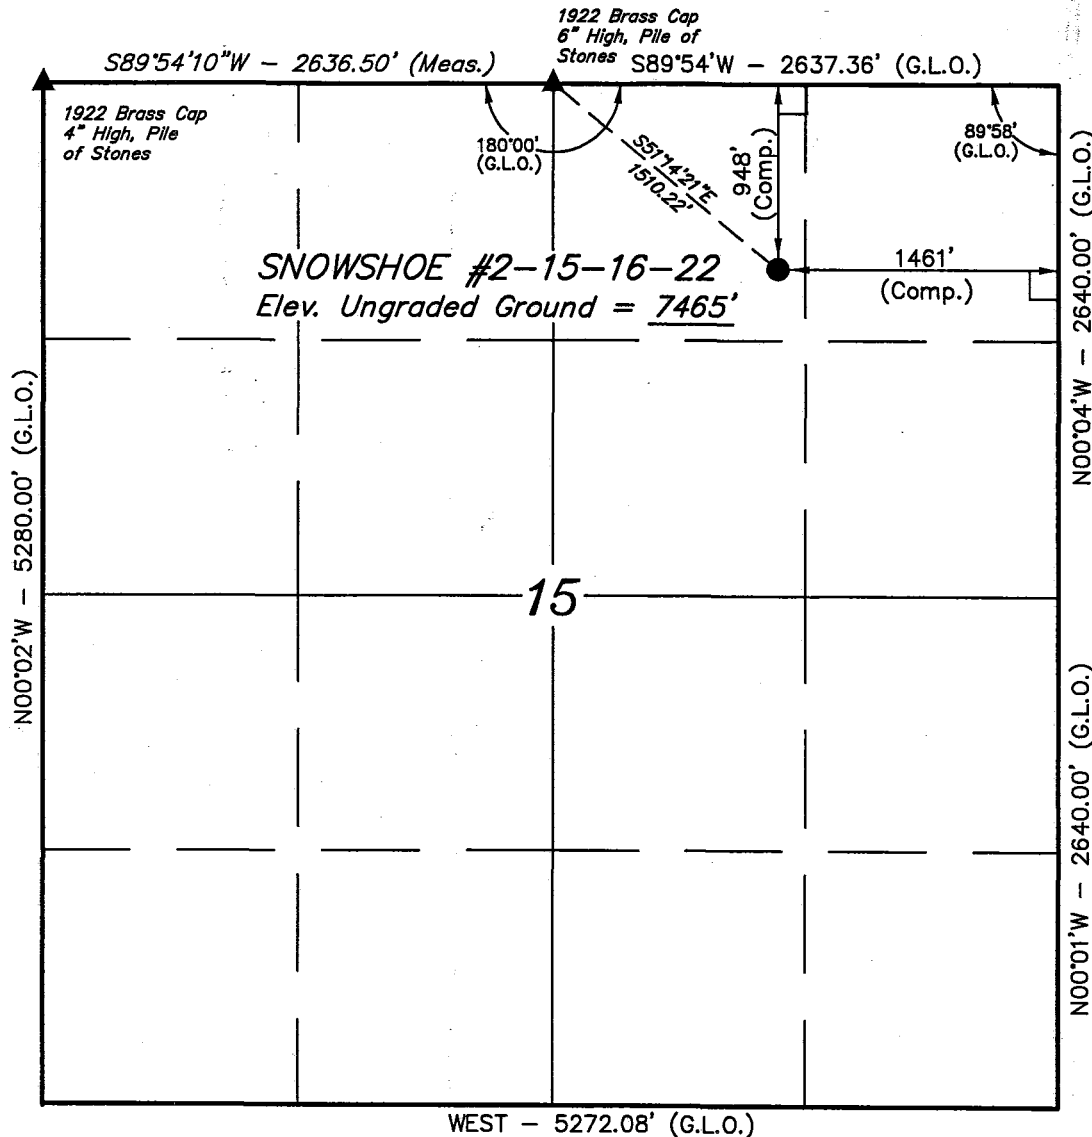 1922 Brass Cap
6" High, Pile of
Stones
S89°54'10"W - 2636.50' (Meas.)
S89°54'W - 2637.36' (G.L.O.)
1922 Brass Cap
4" High, Pile
of Stones
180°00'
(G.L.O.)
S51°14'21"E
1510.22'
948'
(Comp.)
89°58'
(G.L.O.)
N00°04'W - 2640.00' (G.L.O.)
SNOWSHOE #2-15-16-22
Elev. Ungraded Ground = 7465'
1461'
(Comp.)
N00°02'W - 5280.00' (G.L.O.)
15
N00°01'W - 2640.00' (G.L.O.)
WEST - 5272.08' (G.L.O.)